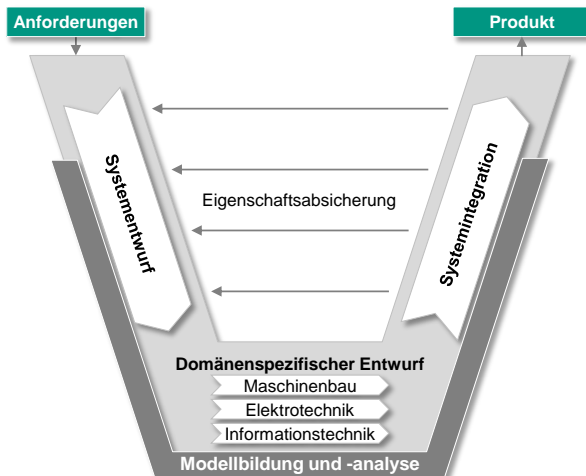 Anforderungen
Produkt
Systementwurf
Eigenschaftsabsicherung
Systemintegration
Domänenspezifischer Entwurf
Maschinenbau
Elektrotechnik
Informationstechnik
Modellbildung und -analyse